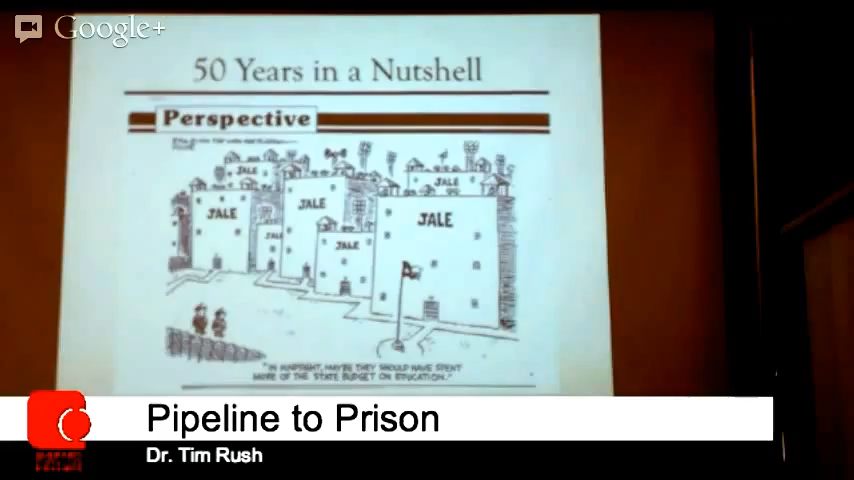 Google+
50 Years in a Nutshell
Perspective
JALE
JALE
JALE
JALE
JALE
JALE
"IN HINDSIGHT, MAYBE THEY SHOULD HAVE SPENT
MORE OF THE STATE BUDGET ON EDUCATION."
Pipeline to Prison
Dr. Tim Rush